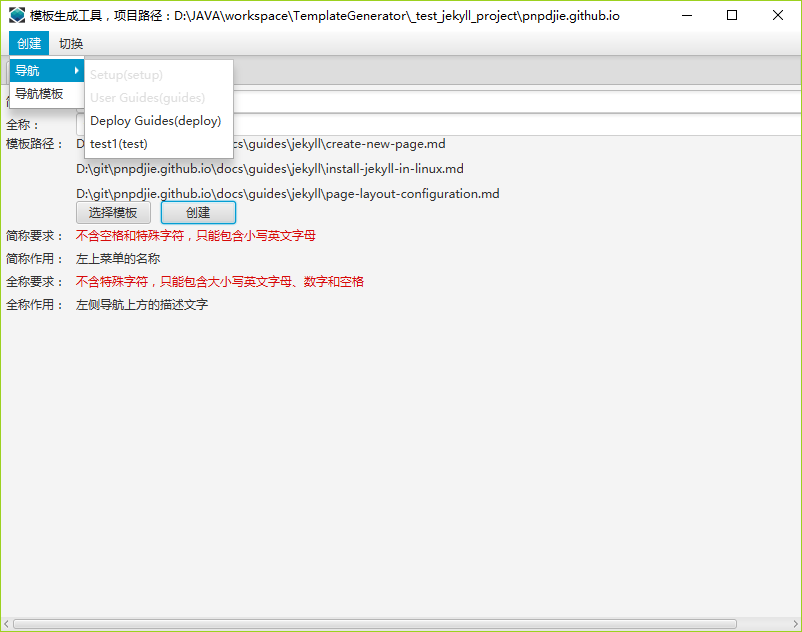 模板生成工具，项目路径：D:\JAVA\workspace\TemplateGenerator\_test_jekyll_project\pnpdjie.github.io
创建 切换
导航 Setup(setup)
导航模板 User Guides(guides)
Deploy Guides(deploy)
test1(test)
全称：
模板路径： D cs\guides\jekyll\create-new-page.md
D:\git\pnpdjie.github.io\docs\guides\jekyll\install-jekyll-in-linux.md
D:\git\pnpdjie.github.io\docs\guides\jekyll\page-layout-configuration.md
选择模板 创建
简称要求： 不含空格和特殊字符，只能包含小写英文字母
简称作用： 左上菜单的名称
全称要求： 不含特殊字符，只能包含大小写英文字母、数字和空格
全称作用： 左侧导航上方的描述文字